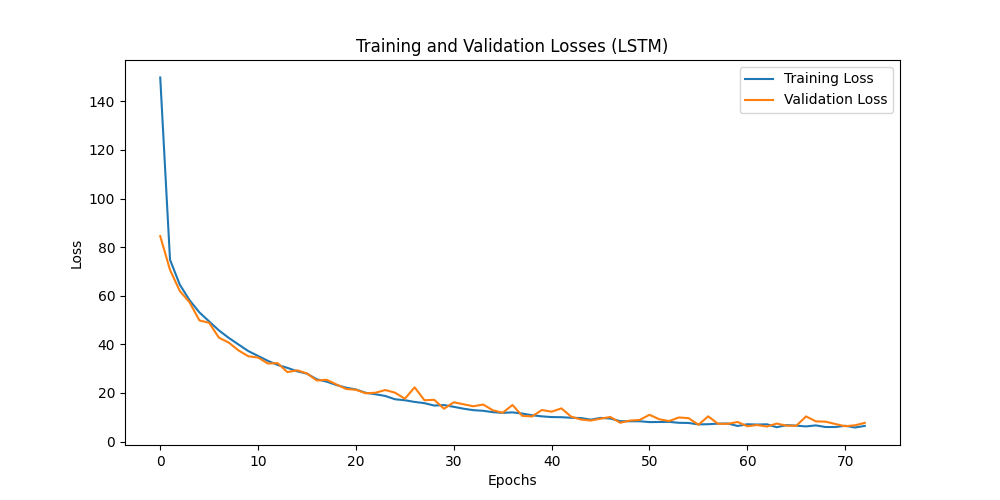 Training and Validation Losses (LSTM)
Training Loss
Validation Loss
140
120
100
80
60
40
20
0
Loss
0 10 20 30 40 50 60 70
Epochs